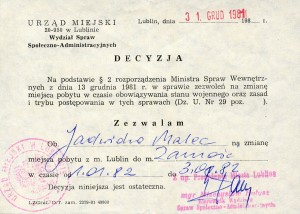 URZĄD MIEJSKI
20-950 w Lublinie
Wydział Spraw
Społeczno-Administracyjnych
Lublin, dnia 31 GRUD 1981 198 r.
DECYZJA
Na podstawie § 2 rozporządzenia Ministra Spraw Wewnętrz-
nych z dnia 13 grudnia 1981 r. w sprawie zezwoleń na zmianę
miejsca pobytu w czasie obowiązywania stanu wojennego oraz zasad
i trybu postępowania w tych sprawach (Dz. U. Nr 29 poz. ).
Zezwalam
Jadwidze Malec na zmianę
miejsca pobytu z m. Lublin do m. Zamość
w czasie od 1.01.82 do 3.01.82
Decyzja niniejsza jest ostateczna.